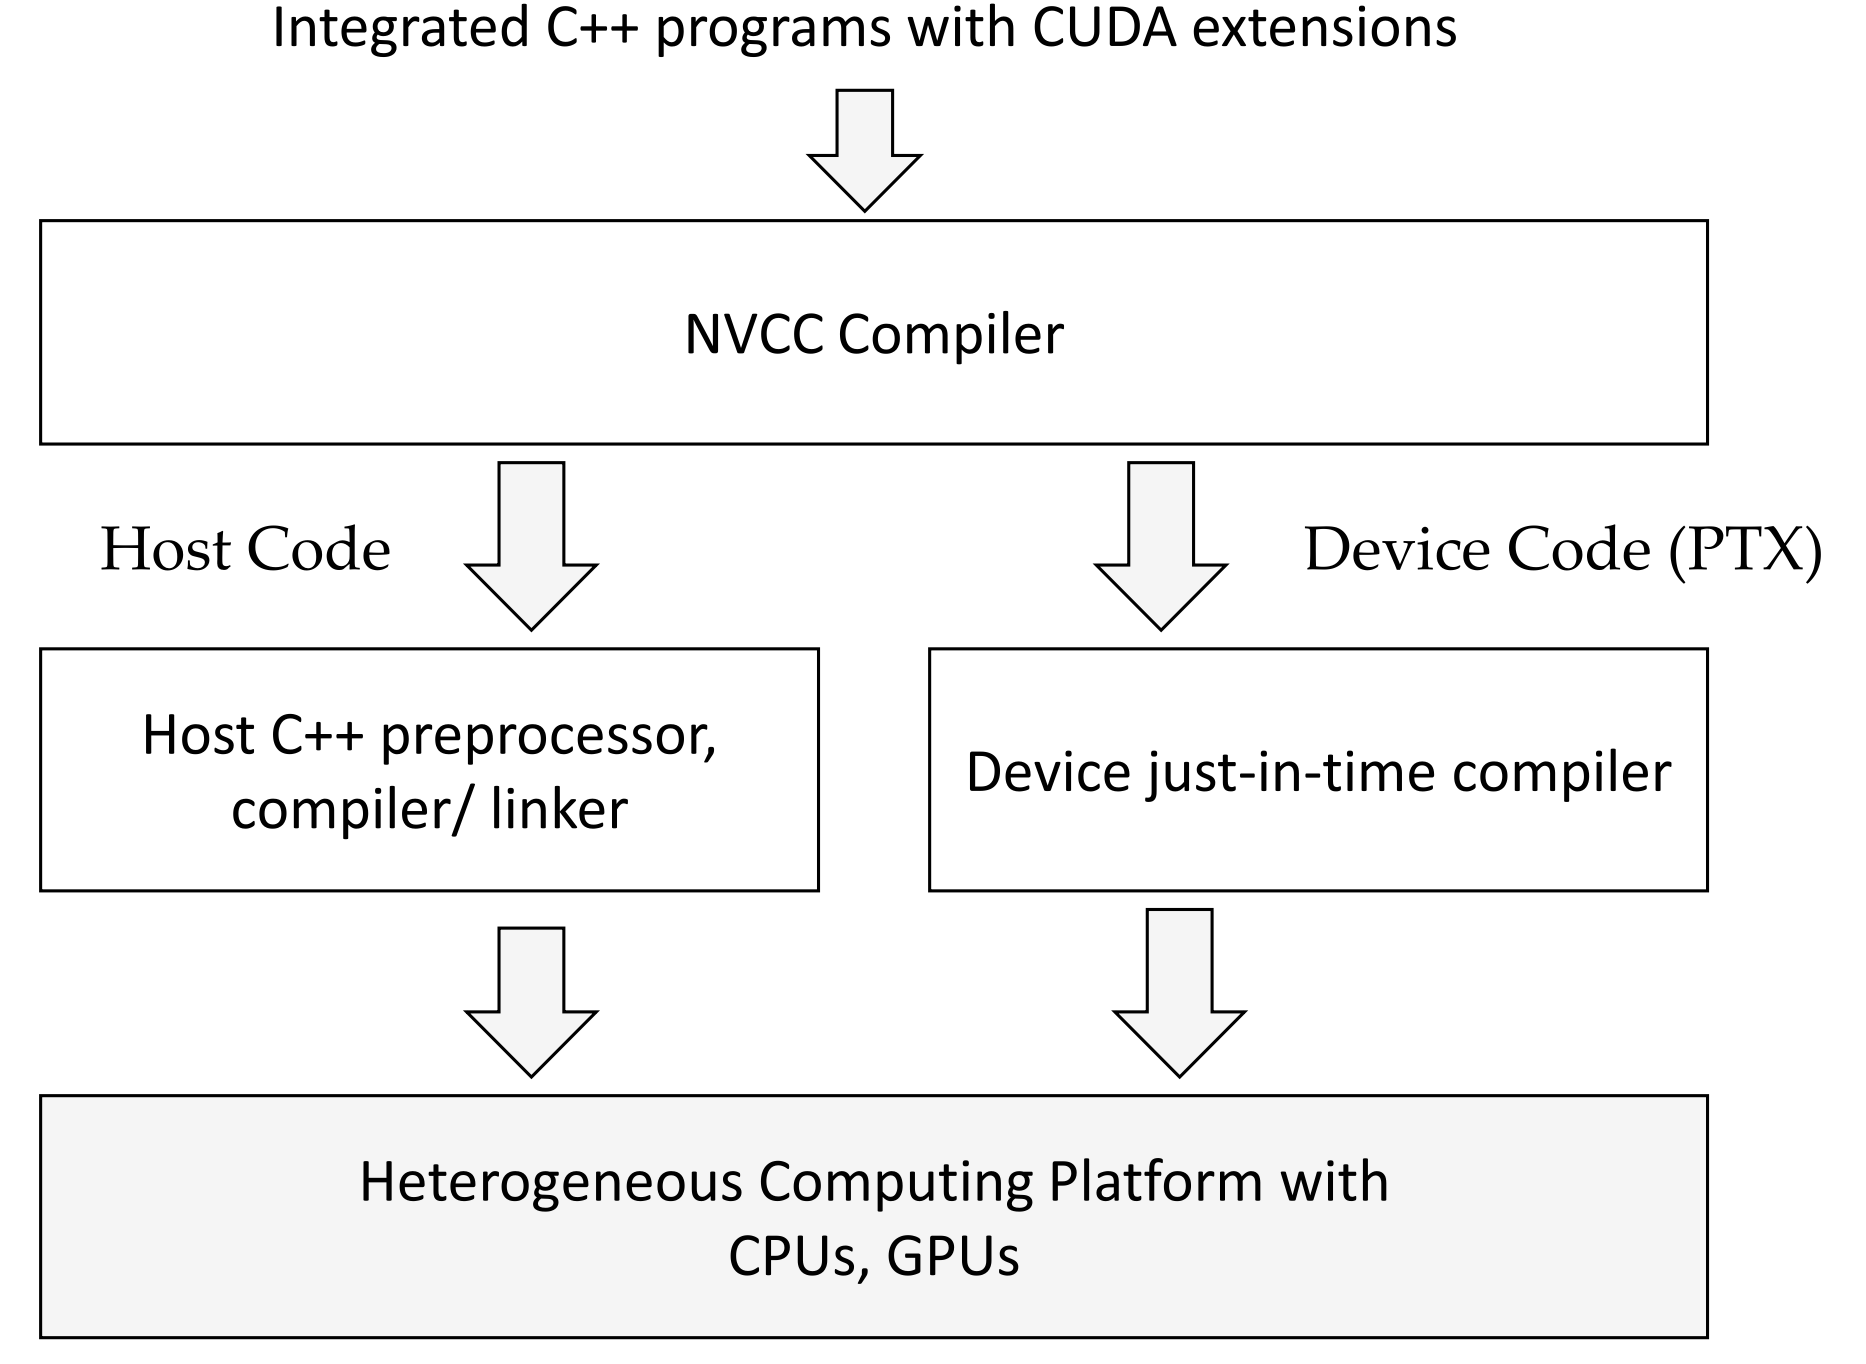 Integrated C++ programs with CUDA extensions
NVCC Compiler
Host Code
Device Code (PTX)
Host C++ preprocessor,
compiler/ linker
Device just-in-time compiler
Heterogeneous Computing Platform with
CPUs, GPUs